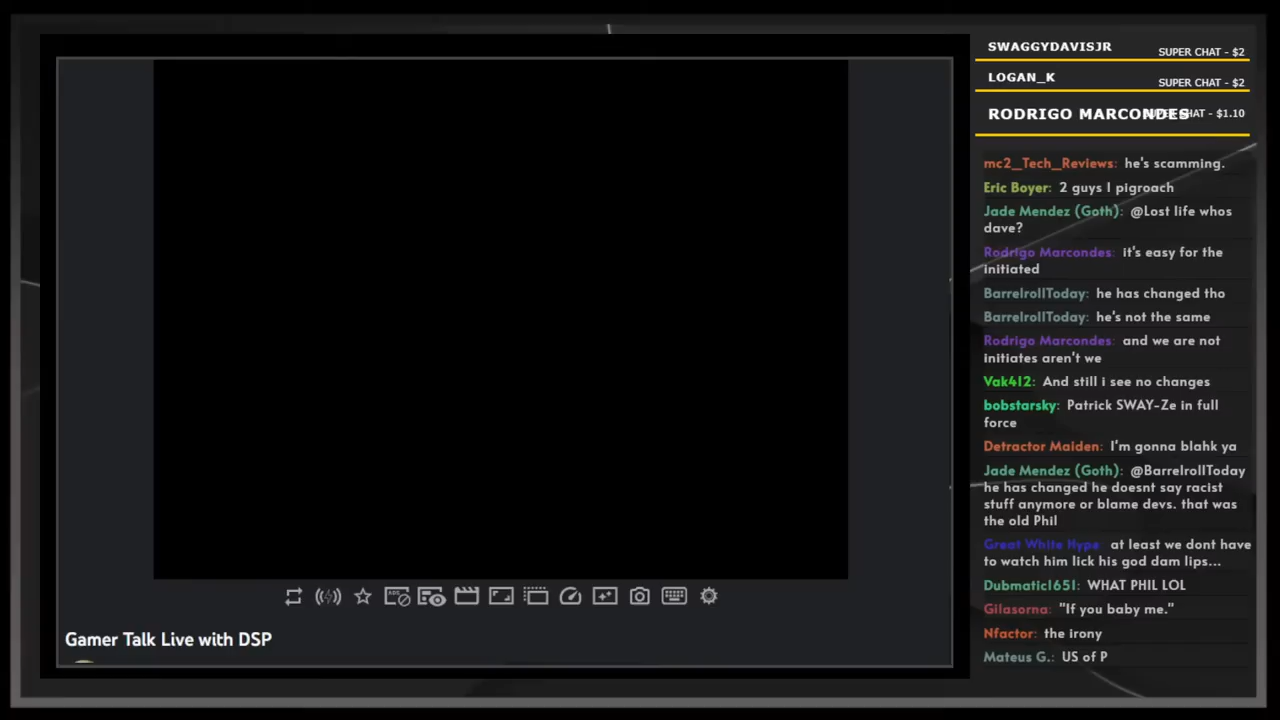 SWAGGYDAVISJR
SUPER CHAT - $2
LOGAN_K
SUPER CHAT - $2
RODRIGO MARCONDES
SUPER CHAT - $1.10
mc2_Tech_Reviews: he's scamming.
Eric Boyer: 2 guys 1 pigroach
Jade Mendez (Goth): @Lost life whos
dave?
Rodrigo Marcondes: it's easy for the
initiated
BarrelrollToday: he has changed tho
BarrelrollToday: he's not the same
Rodrigo Marcondes: and we are not
initiates aren't we
Vak412: And still i see no changes
bobstarsky: Patrick SWAY-Ze in full
force
Detractor Maiden: I'm gonna blahk ya
Jade Mendez (Goth): @BarrelrollToday
he has changed he doesnt say racist
stuff anymore or blame devs. that was
the old Phil
Great White Hype: at least we dont have
to watch him lick his god dam lips...
Dubmatic1651: WHAT PHIL LOL
Gilasorna: "If you baby me."
Nfactor: the irony
Mateus G.: US of P
Gamer Talk Live with DSP